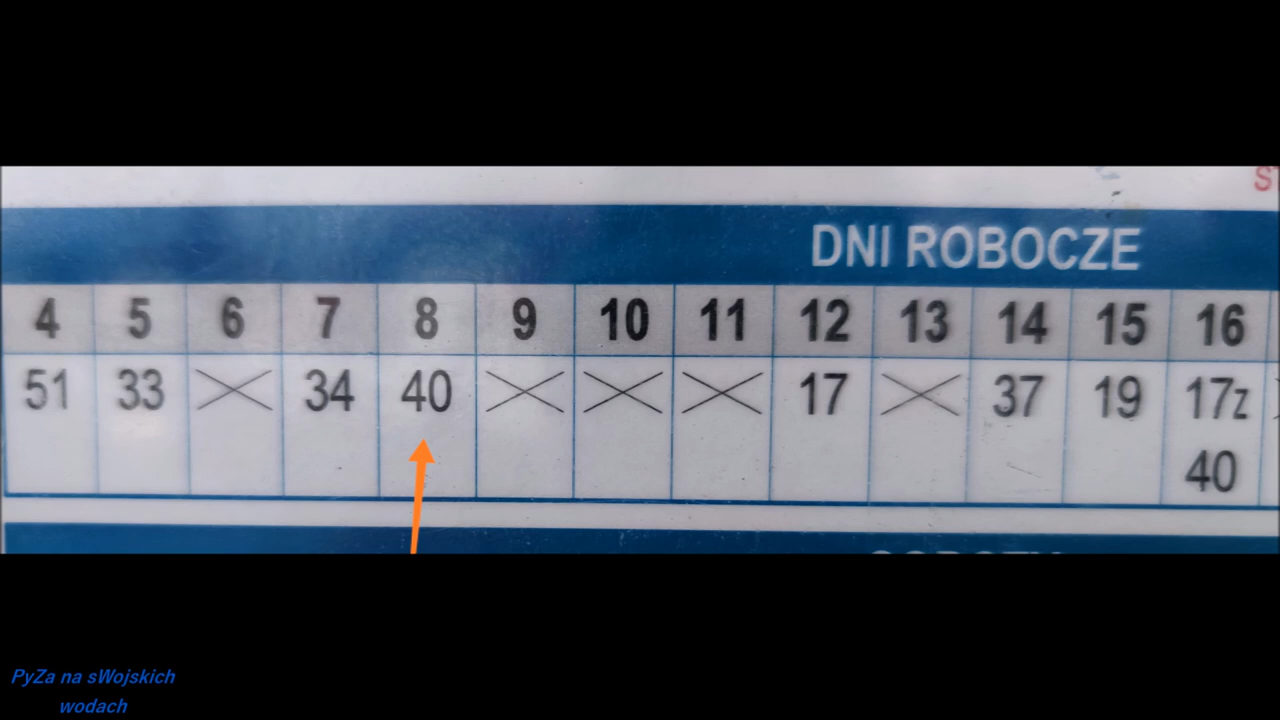 DNI ROBOCZE
4 5 6 7 8 9 10 11 12 13 14 15 16
51 33 34 40 17 37 19 17z
40
PyZa na sWojskich
wodach